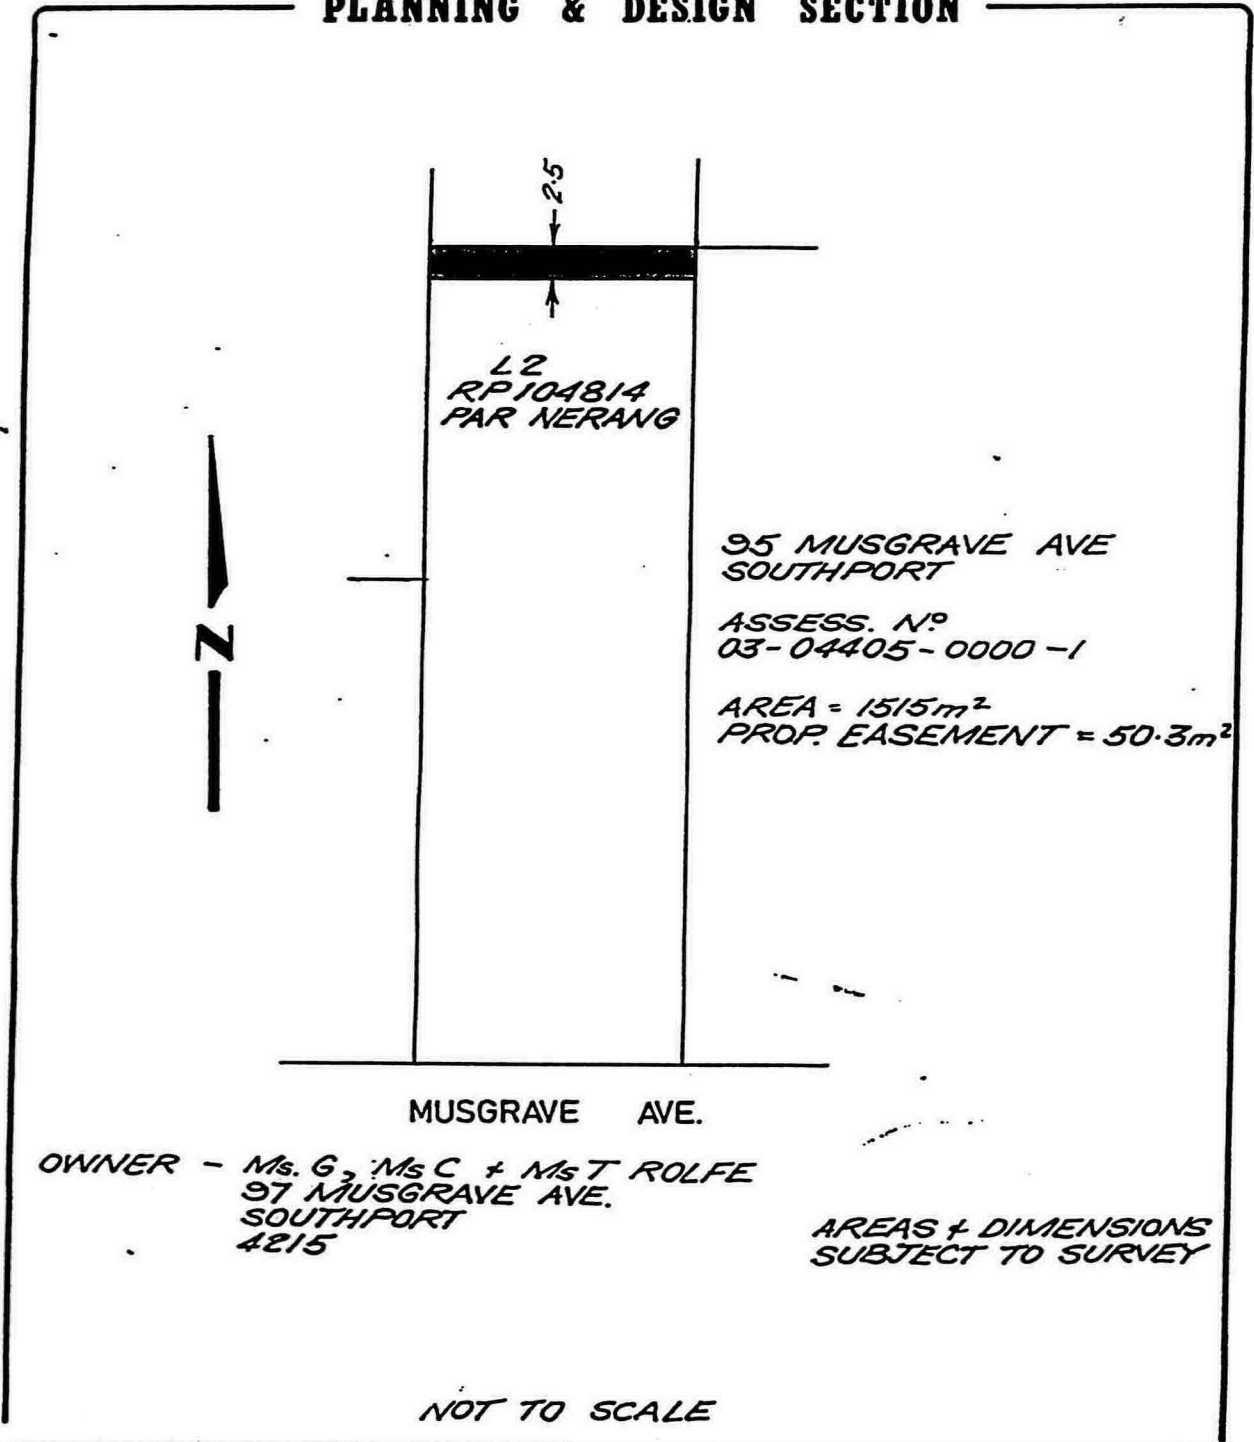 PLANNING & DESIGN SECTION
2.5
L2
RP104814
PAR NERANG
N
95 MUSGRAVE AVE
SOUTHPORT
ASSESS. Nº
03-04405-0000-1
AREA = 1515m²
PROP. EASEMENT = 50.3m²
MUSGRAVE AVE.
OWNER - Ms. G, Ms C & Ms T ROLFE
97 MUSGRAVE AVE.
SOUTHPORT
4215
AREAS & DIMENSIONS
SUBJECT TO SURVEY
NOT TO SCALE